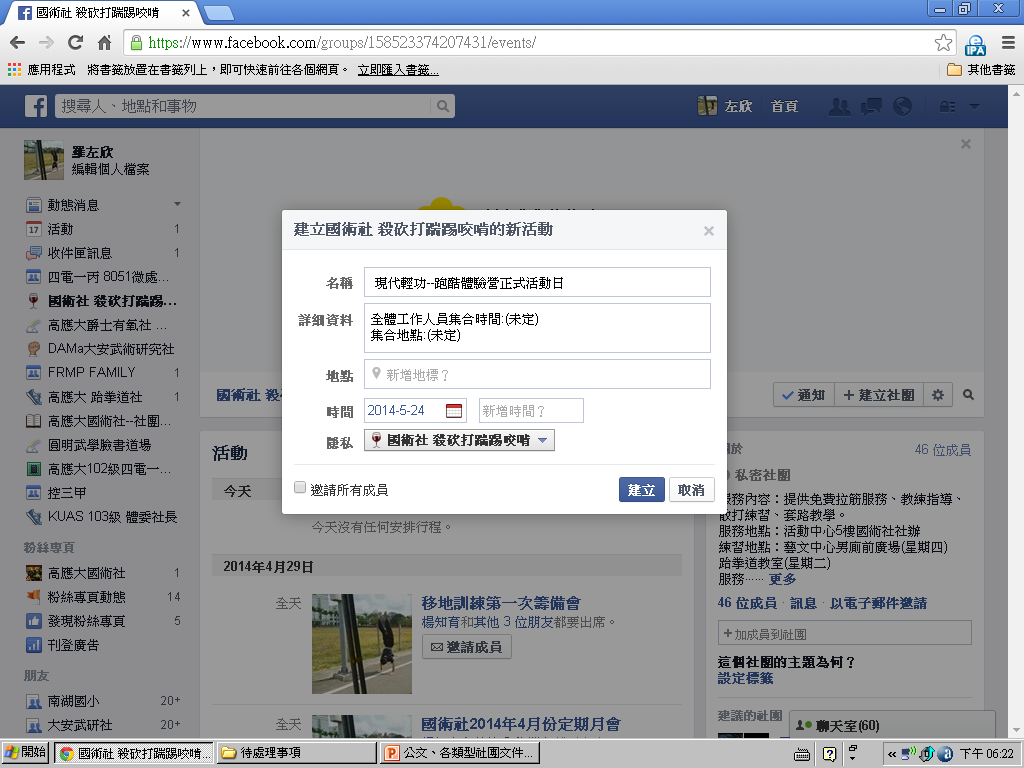 國術社 殺砍打踹踢咬啃
https://www.facebook.com/groups/158523374207431/events/
IPA
應用程式 將書籤放置在書籤列上，即可快速前往各個網頁。 立即匯入書籤... 其他書籤
搜尋人、地點和事物
左欣 首頁
羅左欣
編輯個人檔案
動態消息
17 活動 1
收件匣訊息 1
四電一丙 8051微處...
國術社 殺砍打踹踢...
高應大爵士有氧社 ...
DAMa大安武術研究社
FRMP FAMILY 1
高應大 跆拳道社 1
高應大國術社--社團...
圓明武學臉書道場
高應大102級四電一...
控三甲
KUAS 103級 體委社長
粉絲專頁
高應大國術社 1
粉絲專頁動態 14
發現粉絲專頁 5
刊登廣告
朋友
南湖國小 20+
大安武研社 20+
建立國術社 殺砍打踹踢咬啃的新活動
名稱 現代輕功--跑酷體驗營正式活動日
詳細資料 全體工作人員集合時間:(未定)
集合地點:(未定)
地點 新增地標？
時間 2014-5-24 新增時間？
隱私 國術社 殺砍打踹踢咬啃
邀請所有成員 建立 取消
國術社 殺
通知 建立社團
活動
今天
今天沒有任何安排行程。
2014年4月29日
全天 移地訓練第一次籌備會
楊知育和其他 3 位朋友都要出席。
邀請成員
全天 國術社2014年4月份定期月會
於 46 位成員
私密社團
服務內容：提供免費拉筋服務、教練指導、
散打練習、套路教學。
服務地點：活動中心5樓國術社社辦
練習地點：藝文中心男廁前廣場(星期四)
跆拳道教室(星期二)
服務…… 更多
46 位成員 · 訊息 · 以電子郵件邀請
+加成員到社團
這個社團的主題為何？
設定標籤
建議的社團
聊天室(60)
開始 國術社 殺砍打踹踢咬啃... 待處理事項 公文、各類型社團文件... 下午 06:22